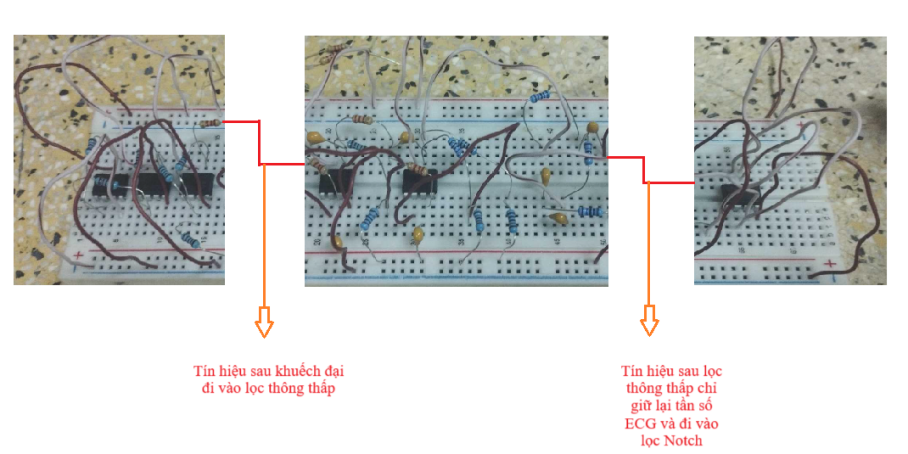 Tín hiệu sau khuếch đại
đi vào lọc thông thấp
Tín hiệu sau lọc
thông thấp chỉ
giữ lại tần số
ECG và đi vào
lọc Notch